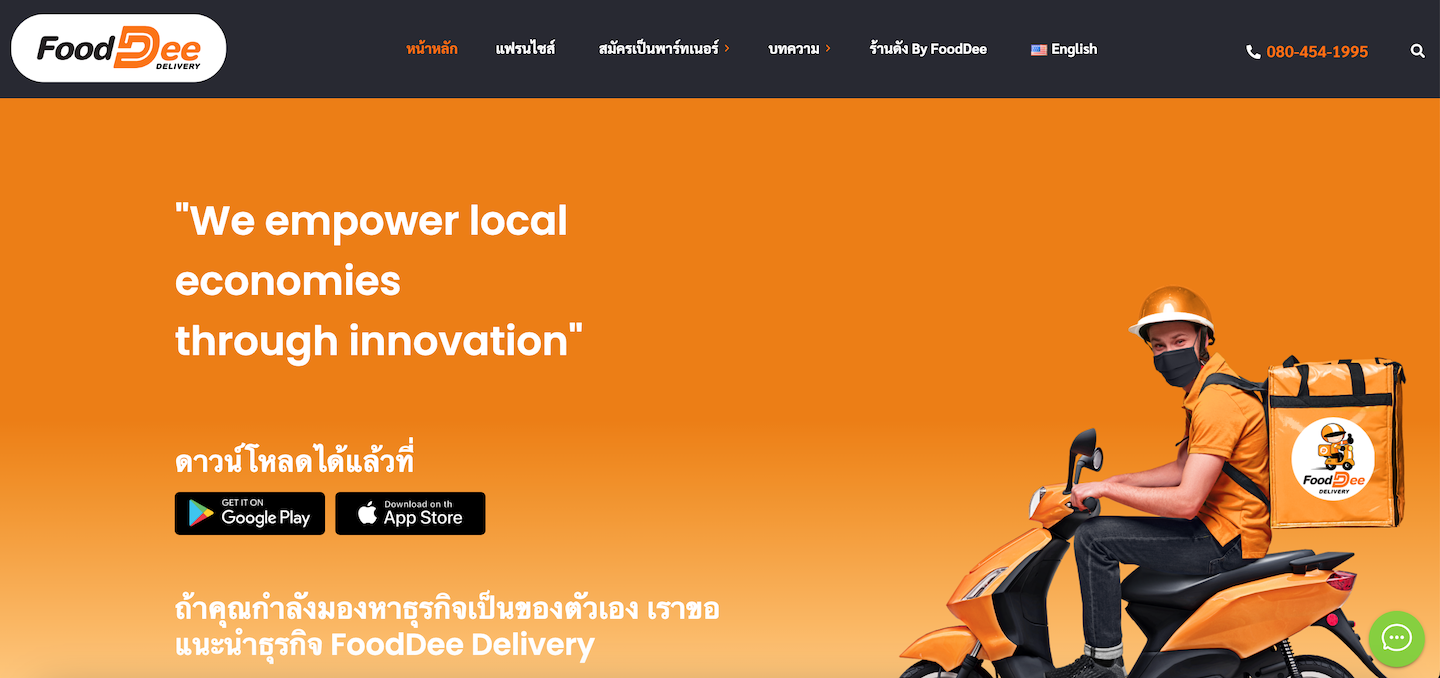 FoodDee
DELIVERY
หน้าหลัก
แฟรนไชส์
สมัครเป็นพาร์ทเนอร์
บทความ
ร้านดัง By FoodDee
English
080-454-1995
"We empower local
economies
through innovation"
ดาวน์โหลดได้แล้วที่
GET IT ON
Google Play
Download on th
App Store
FoodDee
DELIVERY
ถ้าคุณกำลังมองหาธุรกิจเป็นของตัวเอง เราขอ
แนะนำธุรกิจ FoodDee Delivery